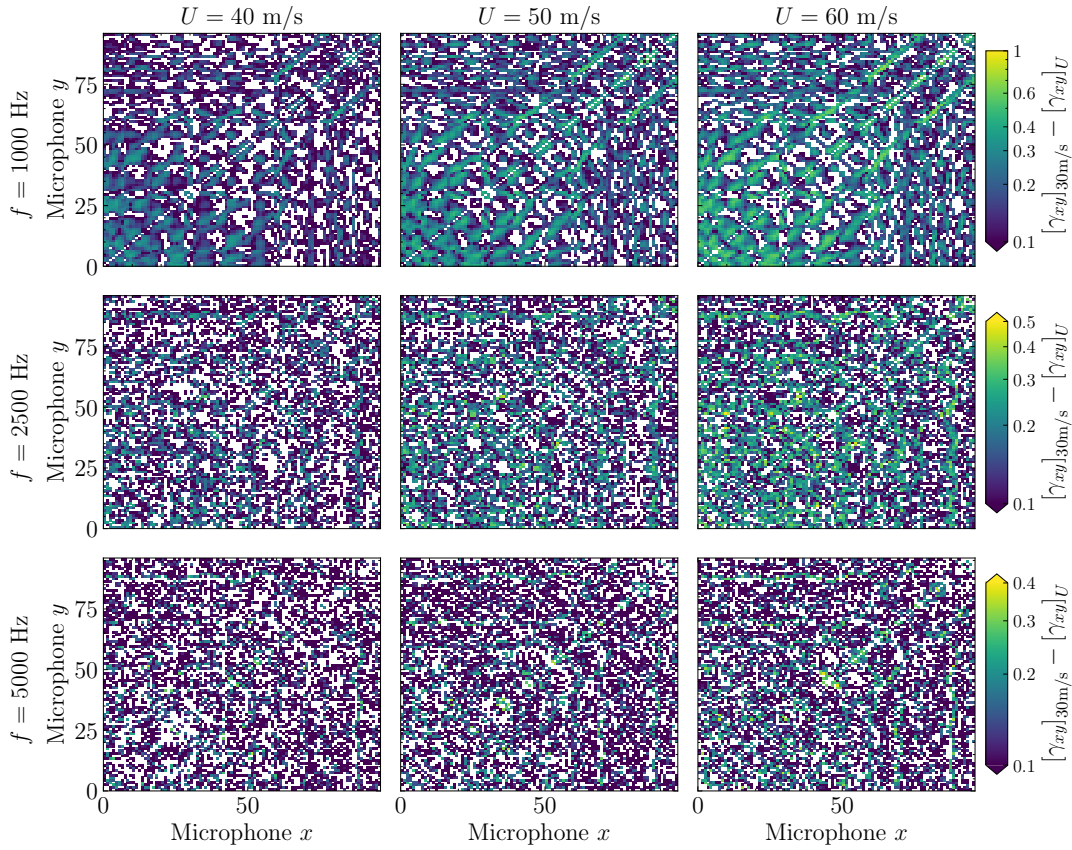 U = 40 m/s
U = 50 m/s
U = 60 m/s
f = 1000 Hz
Microphone y
75
50
25
0
1
0.6
0.4
0.3
0.2
0.1
[γxy]30m/s − [γxy]U
f = 2500 Hz
Microphone y
75
50
25
0
0.5
0.4
0.3
0.2
0.1
[γxy]30m/s − [γxy]U
f = 5000 Hz
Microphone y
75
50
25
0
0.4
0.3
0.2
0.1
[γxy]30m/s − [γxy]U
0 50
0 50
0 50
Microphone x
Microphone x
Microphone x